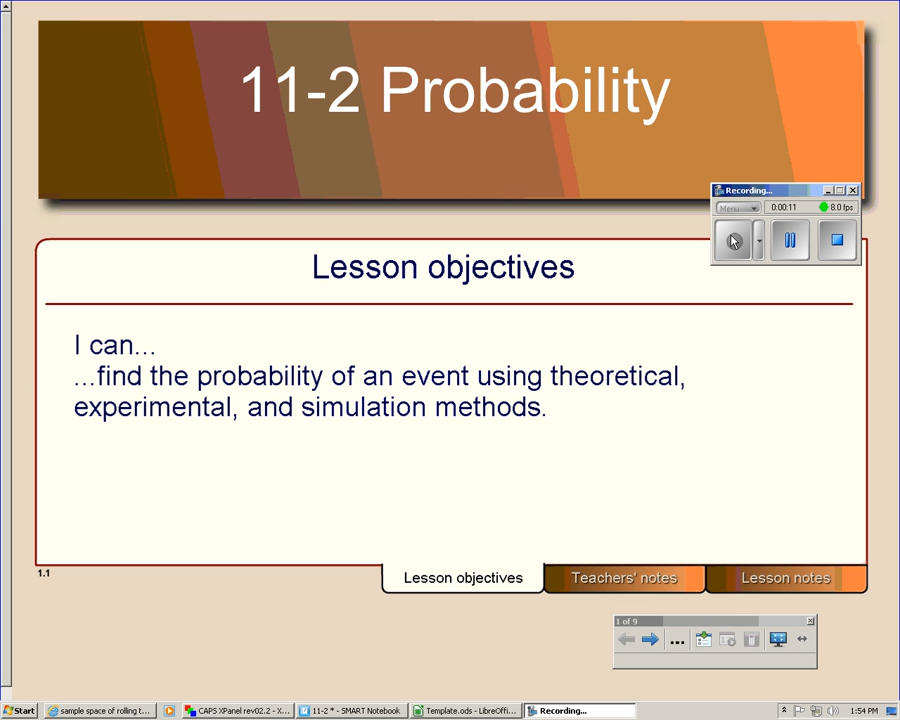 11-2 Probability
Recording...
Menu
0:00:11
8.0 fps
Lesson objectives
I can...
...find the probability of an event using theoretical,
experimental, and simulation methods.
1.1
Lesson objectives
Teachers' notes
Lesson notes
1 of 9
Start
sample space of rolling t...
CAPS XPanel rev02.2 - X...
11-2 * - SMART Notebook
Template.ods - LibreOffi...
Recording...
1:54 PM